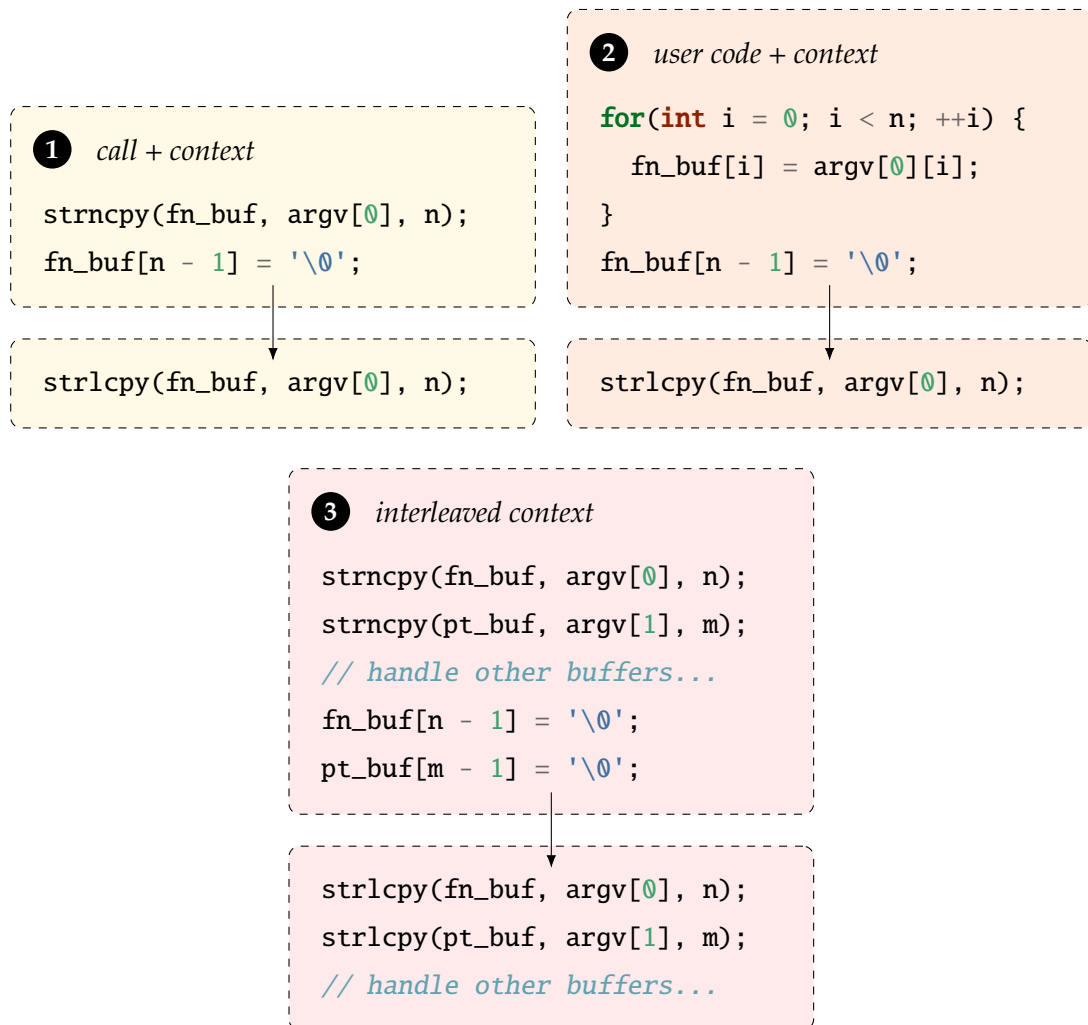 1 call + context
strncpy(fn_buf, argv[0], n);
fn_buf[n - 1] = '\0';
strlcpy(fn_buf, argv[0], n);
2 user code + context
for(int i = 0; i < n; ++i) {
  fn_buf[i] = argv[0][i];
}
fn_buf[n - 1] = '\0';
strlcpy(fn_buf, argv[0], n);
3 interleaved context
strncpy(fn_buf, argv[0], n);
strncpy(pt_buf, argv[1], m);
// handle other buffers...
fn_buf[n - 1] = '\0';
pt_buf[m - 1] = '\0';
strlcpy(fn_buf, argv[0], n);
strlcpy(pt_buf, argv[1], m);
// handle other buffers...